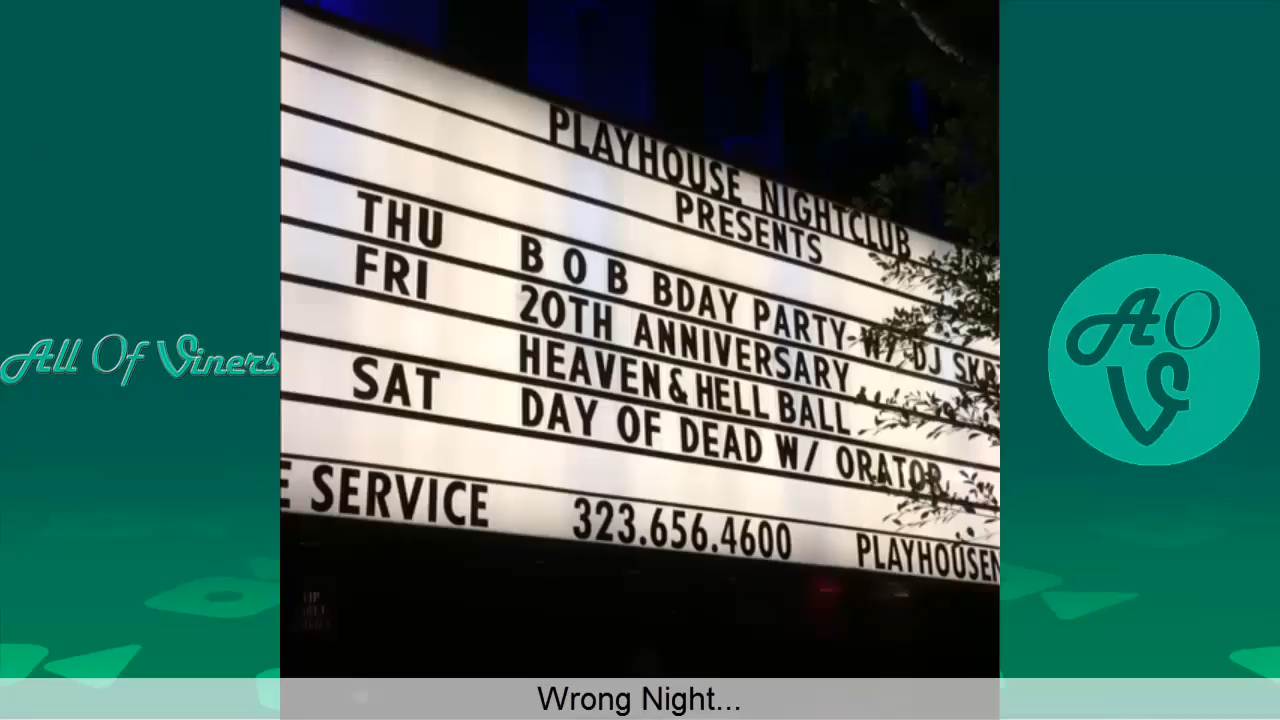 PLAYHOUSE NIGHTCLUB
PRESENTS
THU B O B BDAY PARTY W/ DJ
FRI 20TH ANNIVERSARY
HEAVEN & HELL BALL
SAT DAY OF DEAD W/ ORATOR
SERVICE 323.656.4600
All Of Viners
AOV
Wrong Night...